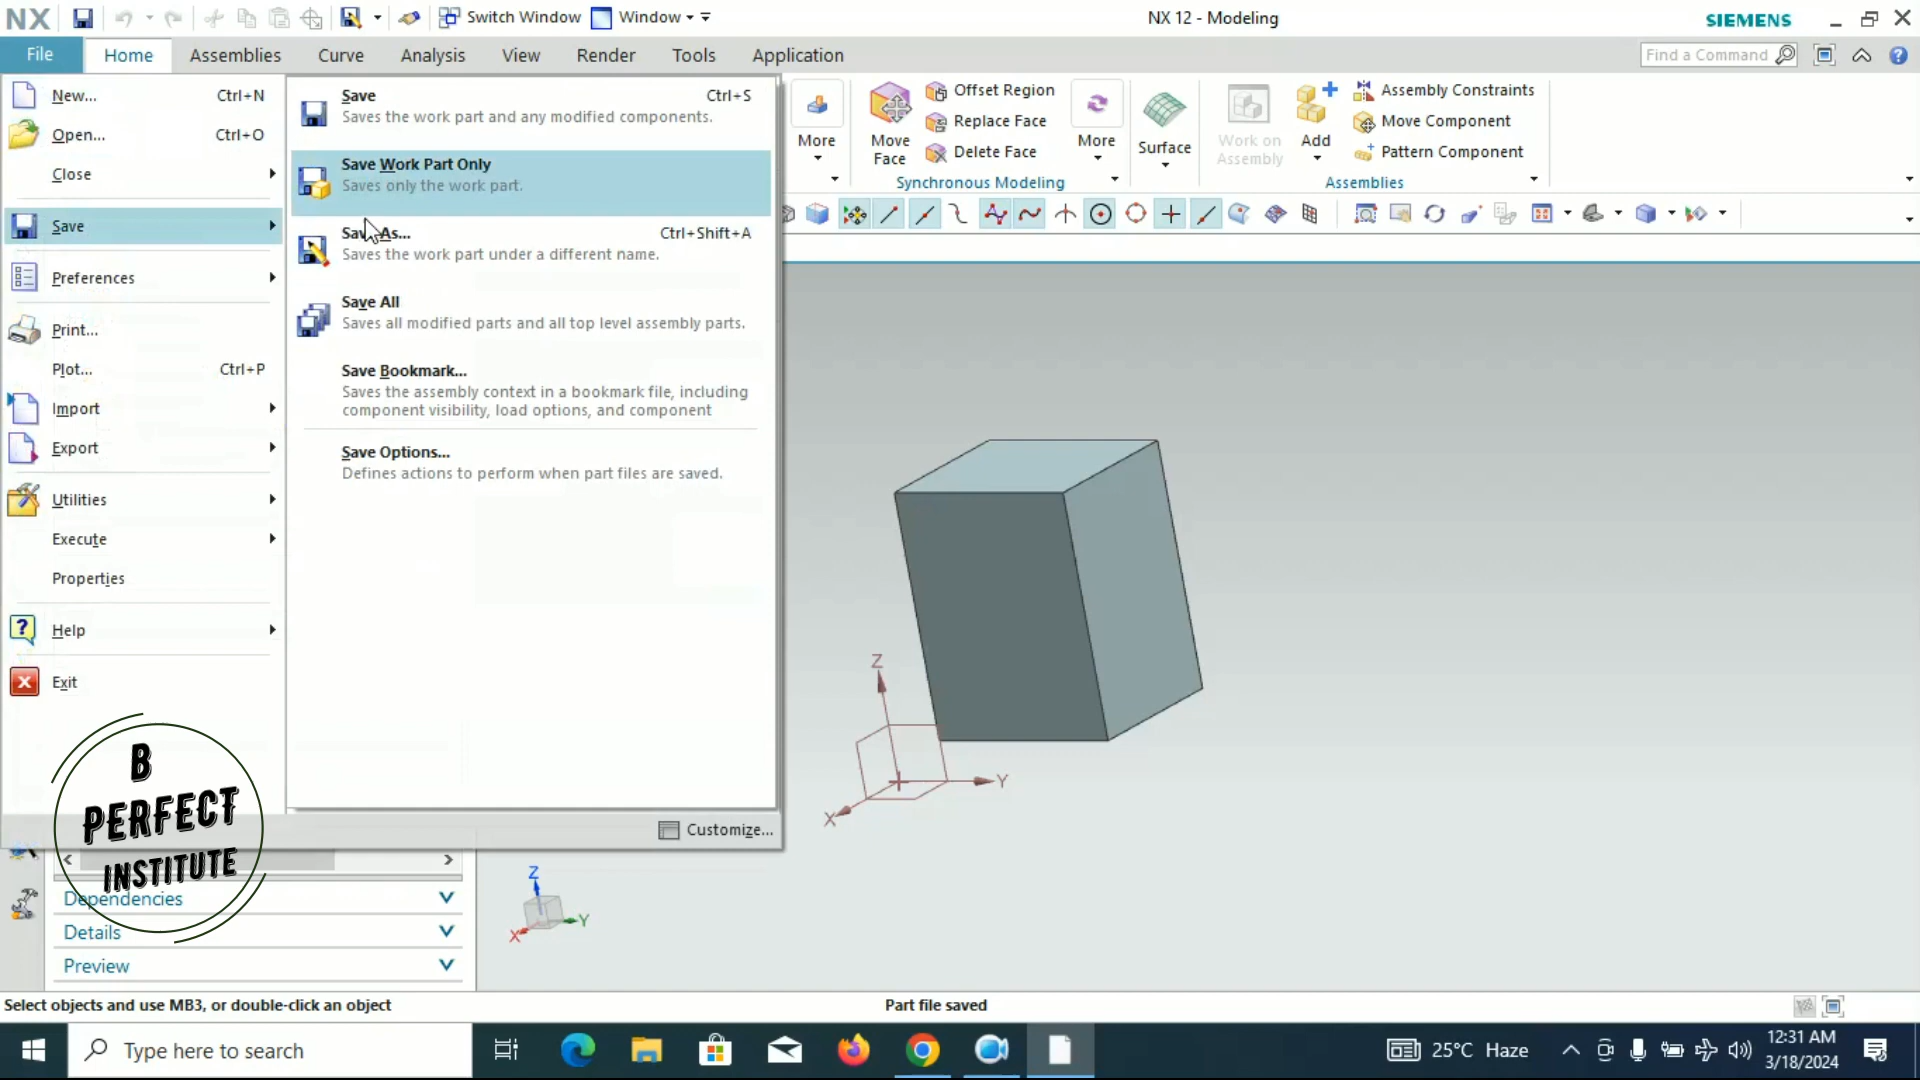 NX
Switch Window
Window
NX 12 - Modeling
SIEMENS
File
Home
Assemblies
Curve
Analysis
View
Render
Tools
Application
Find a Command
New... Ctrl+N
Open... Ctrl+O
Close
Save
Preferences
Print...
Plot... Ctrl+P
Import
Export
Utilities
Execute
Properties
Help
Exit
Save Ctrl+S
Saves the work part and any modified components.
Save Work Part Only
Saves only the work part.
Save As... Ctrl+Shift+A
Saves the work part under a different name.
Save All
Saves all modified parts and all top level assembly parts.
Save Bookmark...
Saves the assembly context in a bookmark file, including
component visibility, load options, and component
Save Options...
Defines actions to perform when part files are saved.
Customize...
More
Move
Face
Offset Region
Replace Face
Delete Face
More
Synchronous Modeling
Surface
Work on
Assembly
Add
Assembly Constraints
Move Component
Pattern Component
Assemblies
Z
Y
X
Z
Y
X
B
PERFECT
INSTITUTE
Dependencies
Details
Preview
Select objects and use MB3, or double-click an object
Part file saved
Type here to search
25°C Haze
12:31 AM
3/18/2024